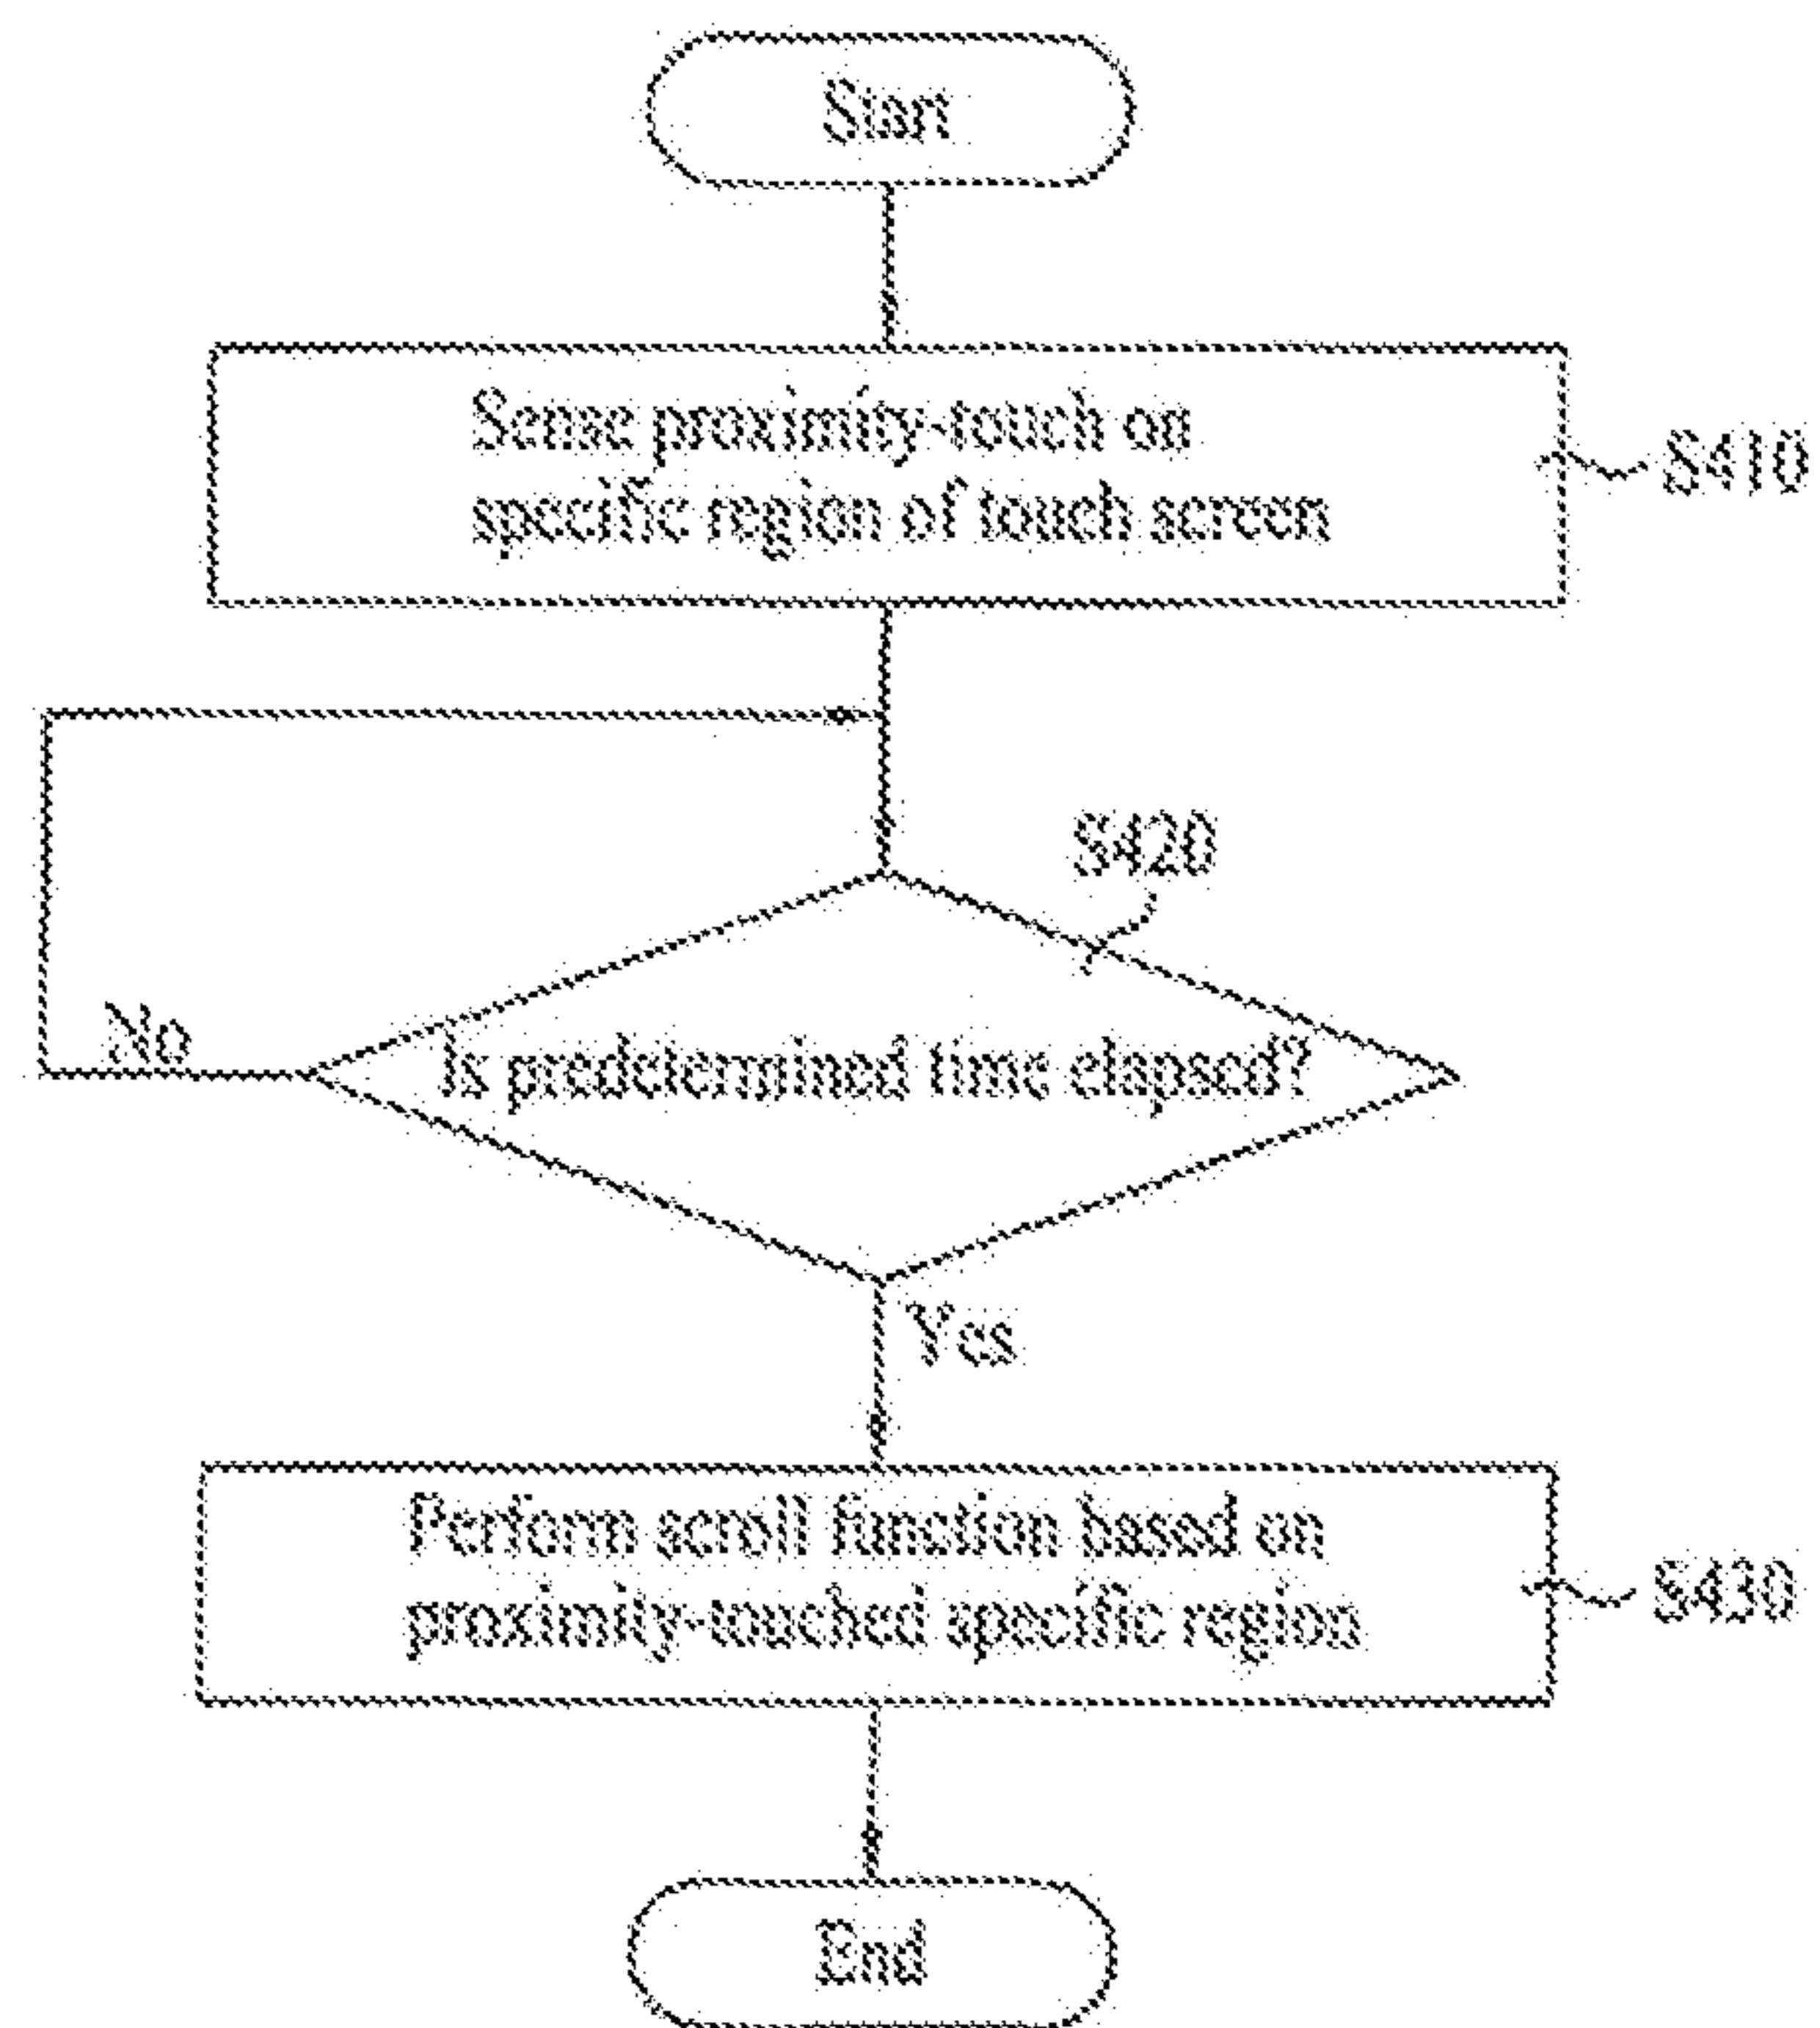 Start
Sense proximity-touch on
specific region of touch screen
S410
S420
No
Is predetermined time elapsed?
Yes
Perform scroll function based on
proximity-touched specific region
S430
End